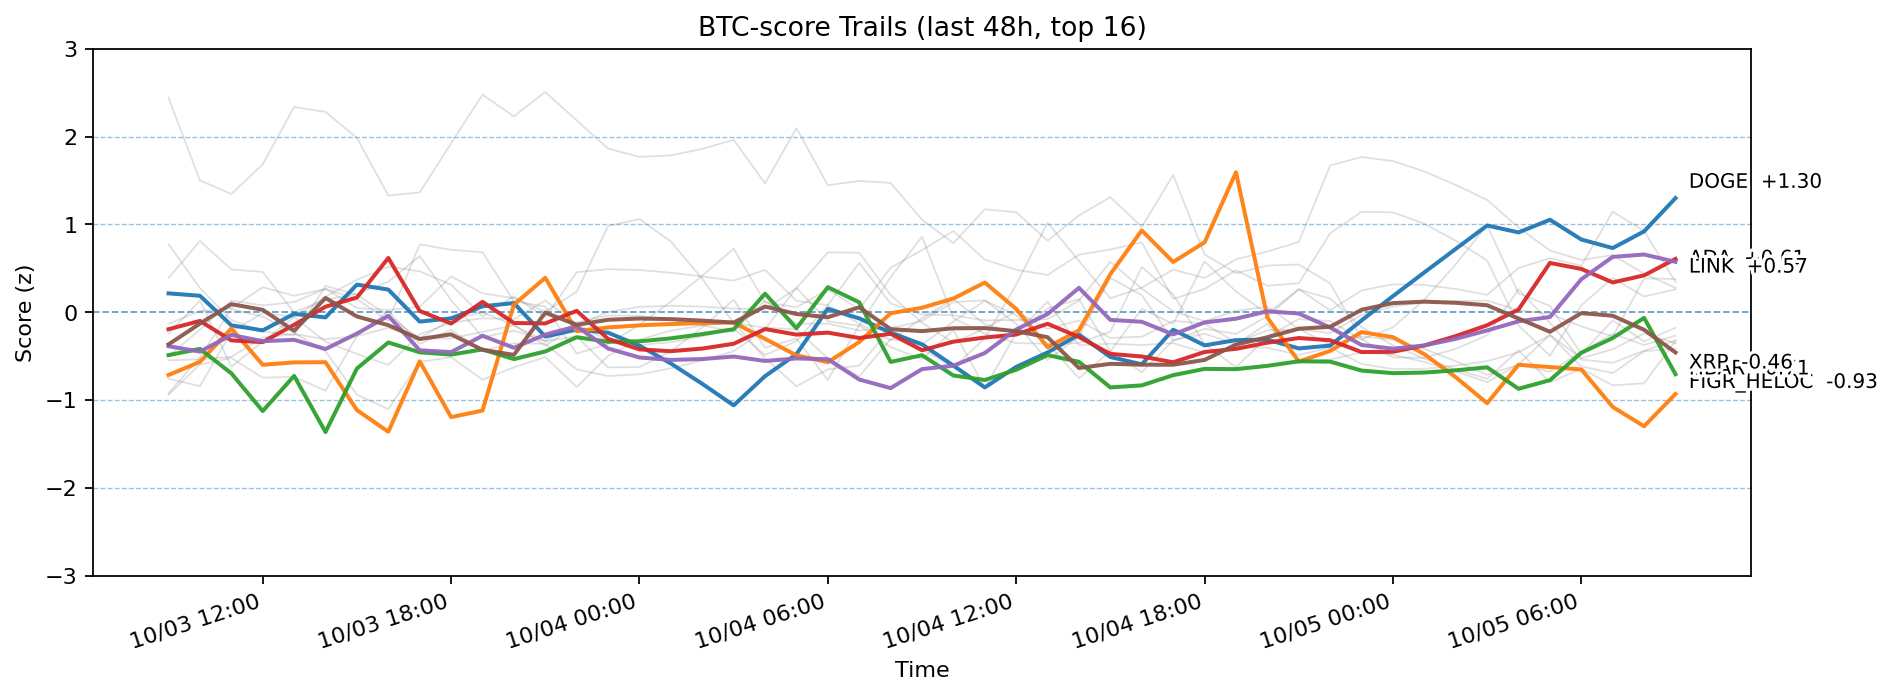 BTC-score Trails (last 48h, top 16)
Score (z)
3
2
1
0
−1
−2
−3
DOGE +1.30
LINK +0.57
XRP -0.46
FIGR_HELOC -0.93
10/03 12:00
10/03 18:00
10/04 00:00
10/04 06:00
10/04 12:00
10/04 18:00
10/05 00:00
10/05 06:00
Time